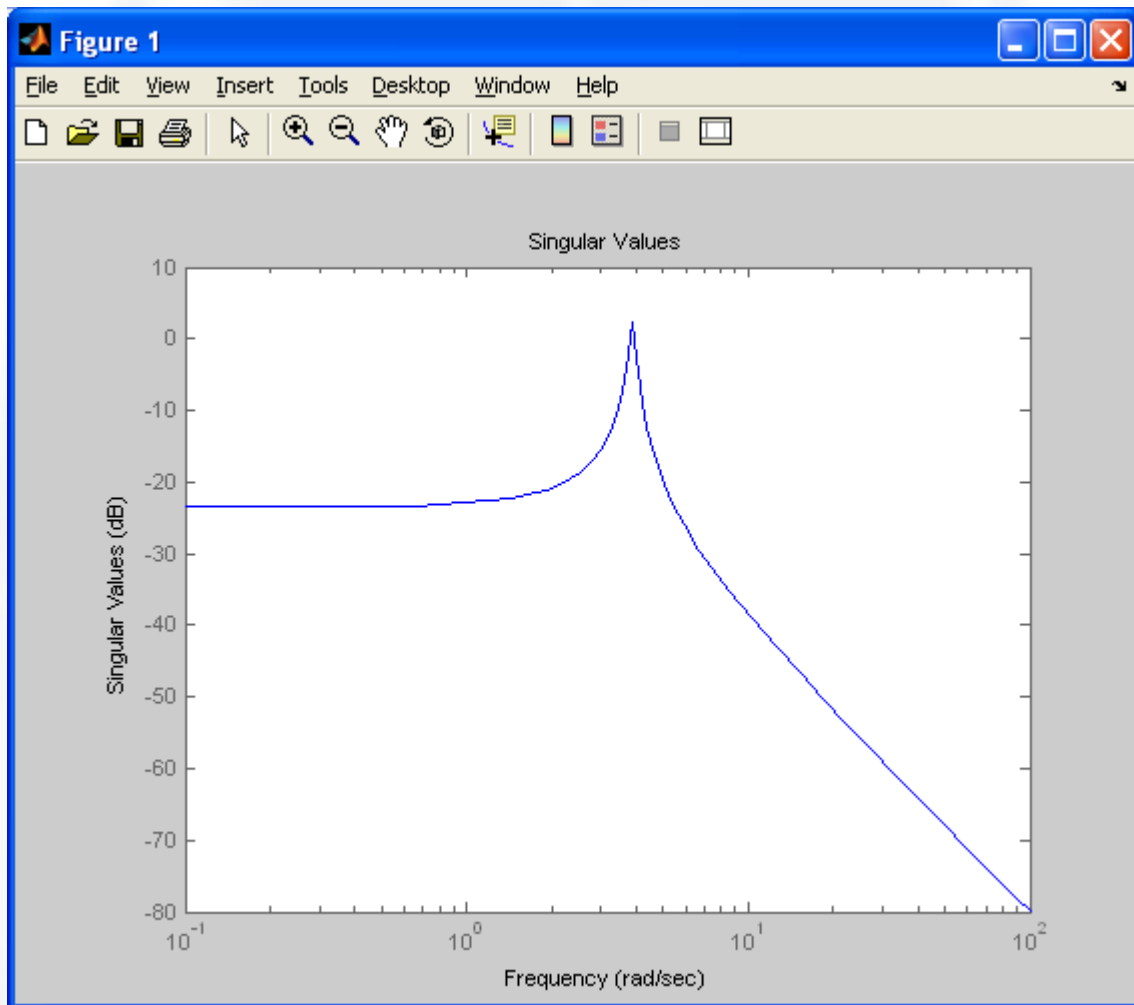 Figure 1
File Edit View Insert Tools Desktop Window Help
Singular Values
10
0
-10
-20
-30
-40
-50
-60
-70
-80
Singular Values (dB)
10^-1
10^0
10^1
10^2
Frequency (rad/sec)